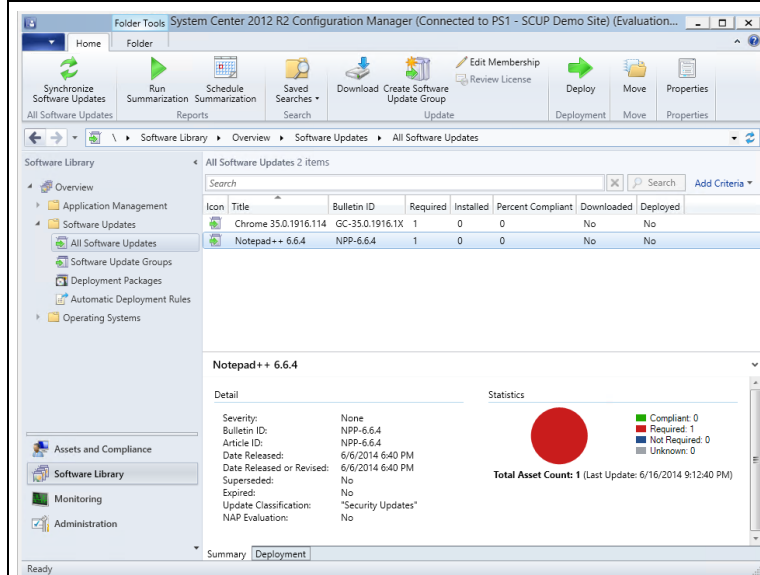 Folder Tools System Center 2012 R2 Configuration Manager (Connected to PS1 - SCUP Demo Site) (Evaluation...
Home Folder
Synchronize Software Updates
Run Summarization
Schedule Summarization
Saved Searches
Download
Create Software Update Group
Edit Membership
Review License
Deploy
Move
Properties
All Software Updates Reports Search Update Deployment Move Properties
\ Software Library Overview Software Updates All Software Updates
Software Library
Overview
Application Management
Software Updates
All Software Updates
Software Update Groups
Deployment Packages
Automatic Deployment Rules
Operating Systems
Assets and Compliance
Software Library
Monitoring
Administration
All Software Updates 2 items
Search Search Add Criteria
Icon Title Bulletin ID Required Installed Percent Compliant Downloaded Deployed
Chrome 35.0.1916.114 GC-35.0.1916.1X 1 0 0 No No
Notepad++ 6.6.4 NPP-6.6.4 1 0 0 No No
Notepad++ 6.6.4
Detail
Severity: None
Bulletin ID: NPP-6.6.4
Article ID: NPP-6.6.4
Date Released: 6/6/2014 6:40 PM
Date Released or Revised: 6/6/2014 6:40 PM
Superseded: No
Expired: No
Update Classification: "Security Updates"
NAP Evaluation: No
Statistics
Compliant: 0
Required: 1
Not Required: 0
Unknown: 0
Total Asset Count: 1 (Last Update: 6/16/2014 9:12:40 PM)
Summary Deployment
Ready